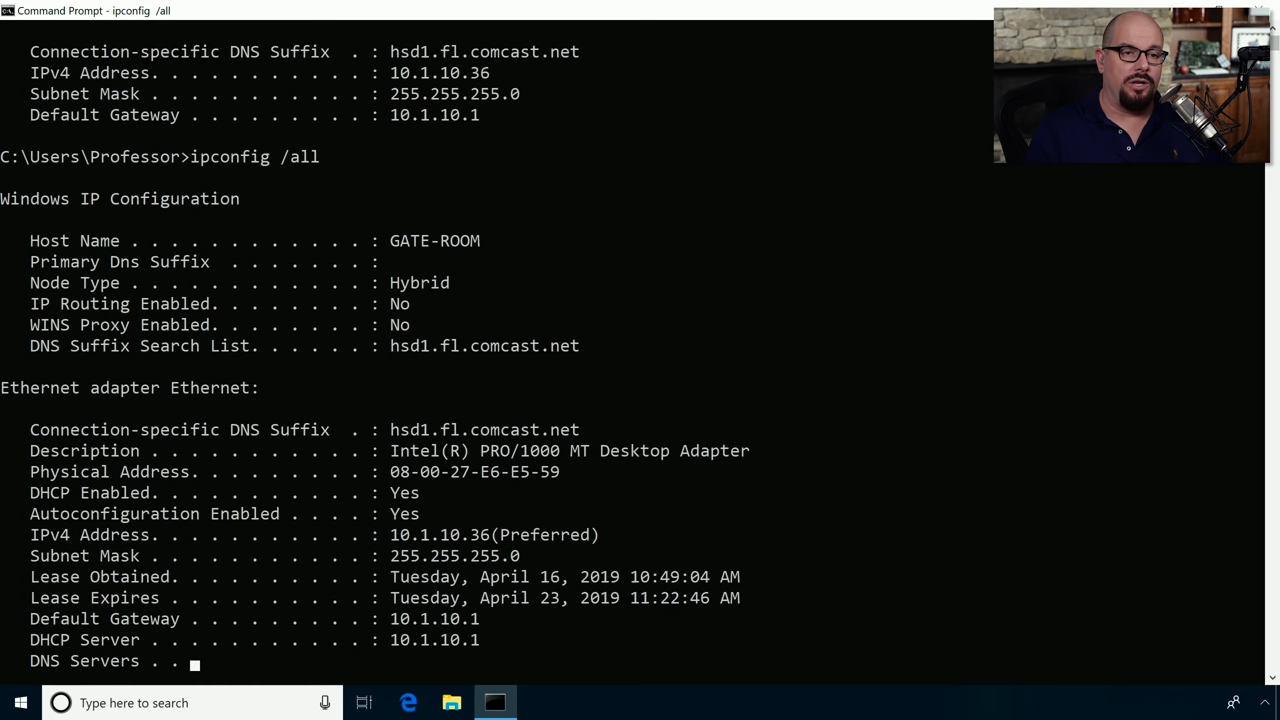 Command Prompt - ipconfig /all
Connection-specific DNS Suffix . : hsd1.fl.comcast.net
IPv4 Address. . . . . . . . . . . : 10.1.10.36
Subnet Mask . . . . . . . . . . . : 255.255.255.0
Default Gateway . . . . . . . . . : 10.1.10.1
C:\Users\Professor>ipconfig /all
Windows IP Configuration
Host Name . . . . . . . . . . . . : GATE-ROOM
Primary Dns Suffix . . . . . . . :
Node Type . . . . . . . . . . . . : Hybrid
IP Routing Enabled. . . . . . . . : No
WINS Proxy Enabled. . . . . . . . : No
DNS Suffix Search List. . . . . . : hsd1.fl.comcast.net
Ethernet adapter Ethernet:
Connection-specific DNS Suffix . : hsd1.fl.comcast.net
Description . . . . . . . . . . . : Intel(R) PRO/1000 MT Desktop Adapter
Physical Address. . . . . . . . . : 08-00-27-E6-E5-59
DHCP Enabled. . . . . . . . . . . : Yes
Autoconfiguration Enabled . . . . : Yes
IPv4 Address. . . . . . . . . . . : 10.1.10.36(Preferred)
Subnet Mask . . . . . . . . . . . : 255.255.255.0
Lease Obtained. . . . . . . . . . : Tuesday, April 16, 2019 10:49:04 AM
Lease Expires . . . . . . . . . . : Tuesday, April 23, 2019 11:22:46 AM
Default Gateway . . . . . . . . . : 10.1.10.1
DHCP Server . . . . . . . . . . . : 10.1.10.1
DNS Servers . .
Type here to search